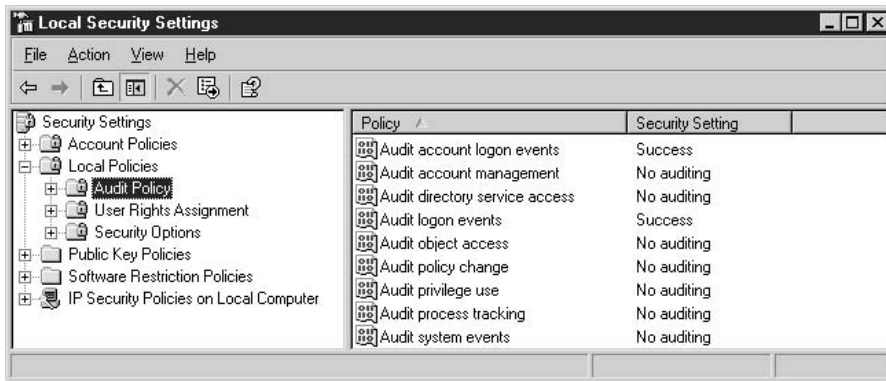 Local Security Settings
File Action View Help
Security Settings
Account Policies
Local Policies
Audit Policy
User Rights Assignment
Security Options
Public Key Policies
Software Restriction Policies
IP Security Policies on Local Computer
Policy Security Setting
Audit account logon events Success
Audit account management No auditing
Audit directory service access No auditing
Audit logon events Success
Audit object access No auditing
Audit policy change No auditing
Audit privilege use No auditing
Audit process tracking No auditing
Audit system events No auditing